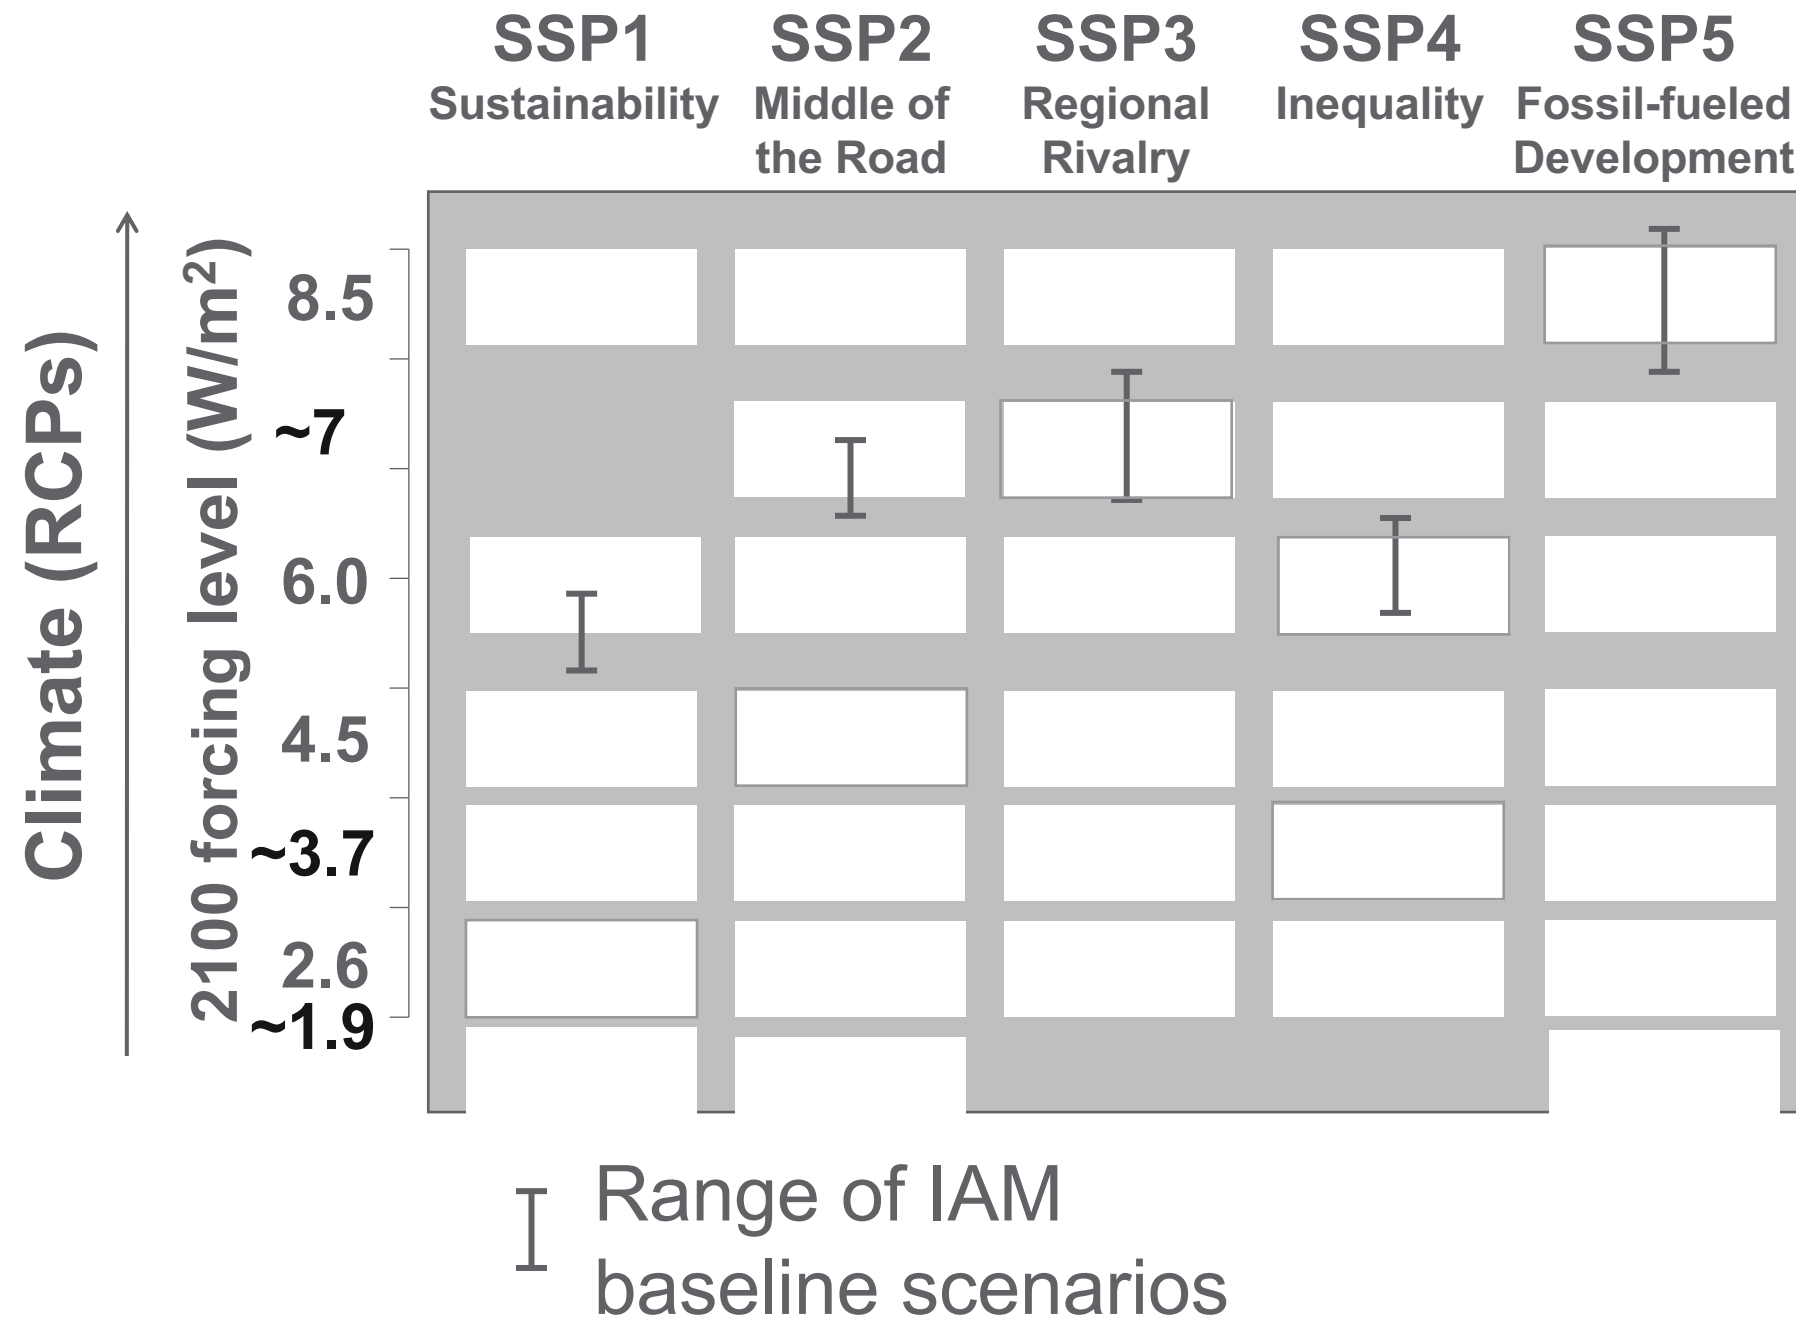 SSP1 SSP2 SSP3 SSP4 SSP5
Sustainability Middle of Regional Inequality Fossil-fueled
the Road Rivalry Development
Climate (RCPs)
2100 forcing level (W/m²)
8.5
~7
6.0
4.5
~3.7
2.6
~1.9
Range of IAM
baseline scenarios